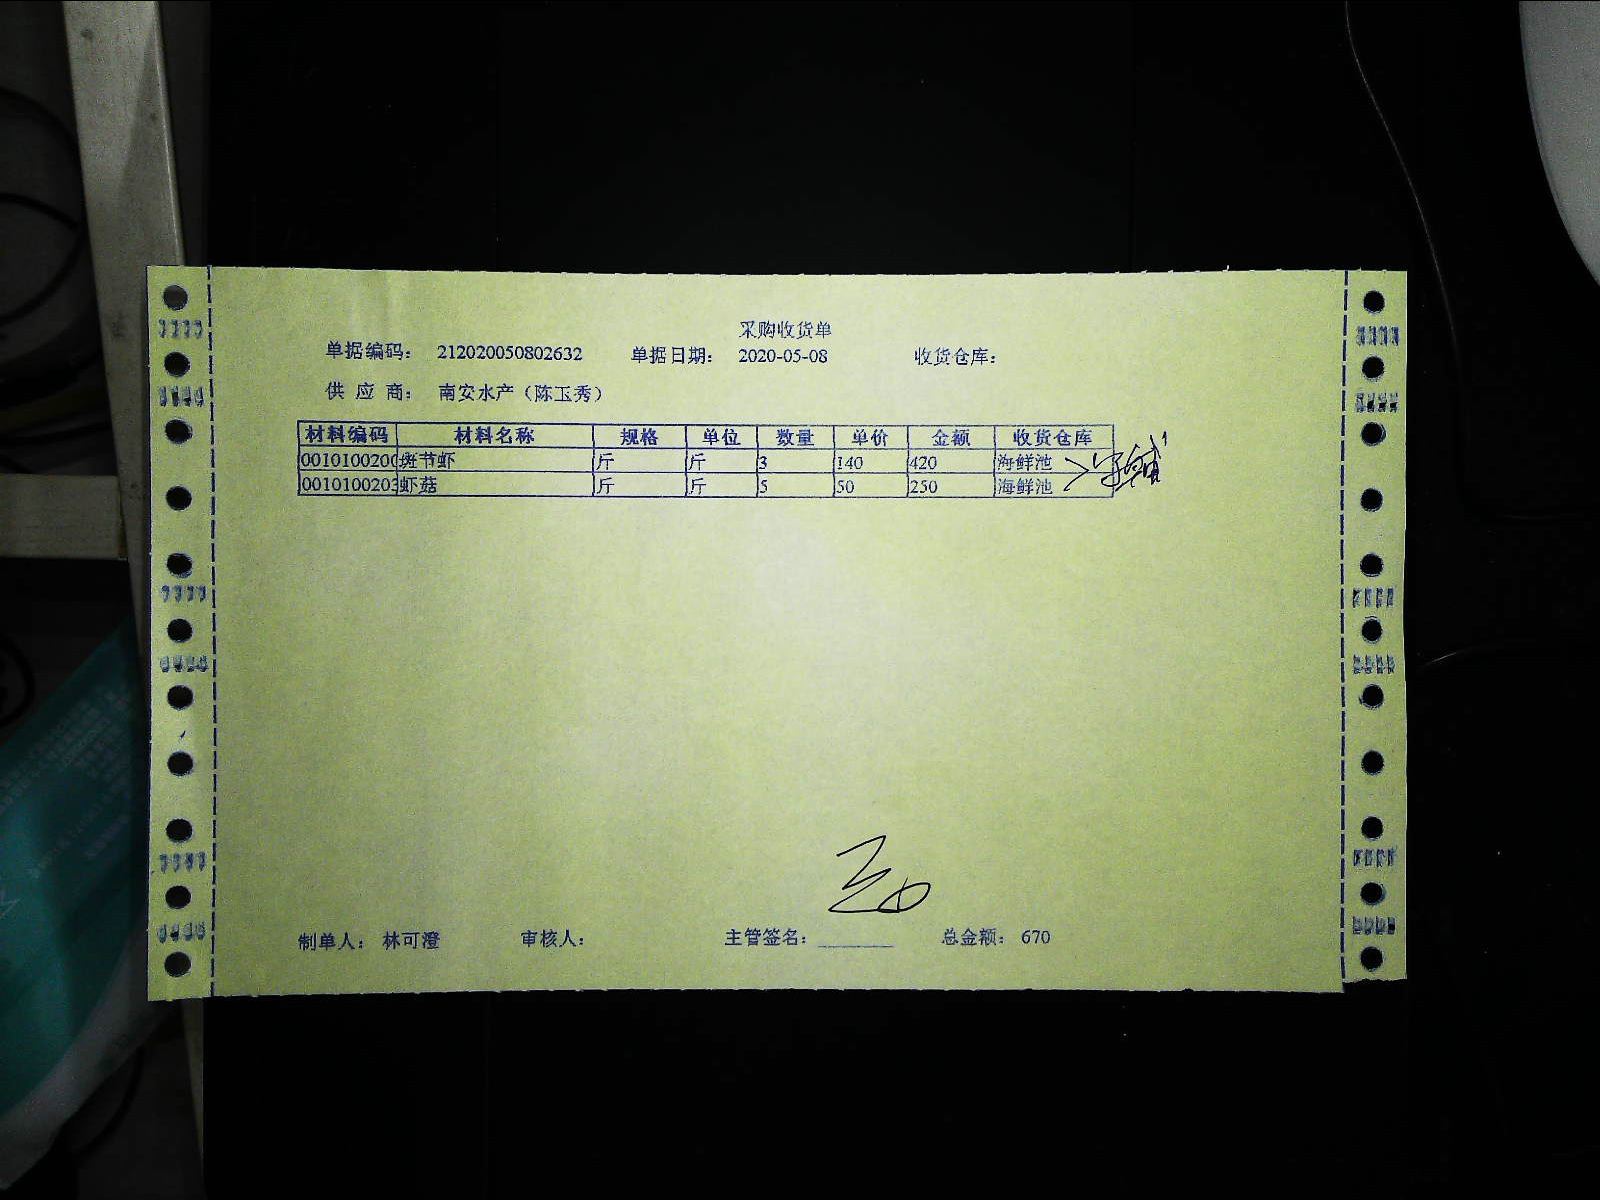 采购收货单
单据编码： 212020050802632 单据日期： 2020-05-08 收货仓库：
供 应 商： 南安水产（陈玉秀）
材料编码 材料名称 规格 单位 数量 单价 金额 收货仓库
0010100200 斑节虾 斤 斤 3 140 420 海鲜池
0010100203 虾菇 斤 斤 5 50 250 海鲜池
制单人： 林可澄 审核人： 主管签名： 总金额： 670